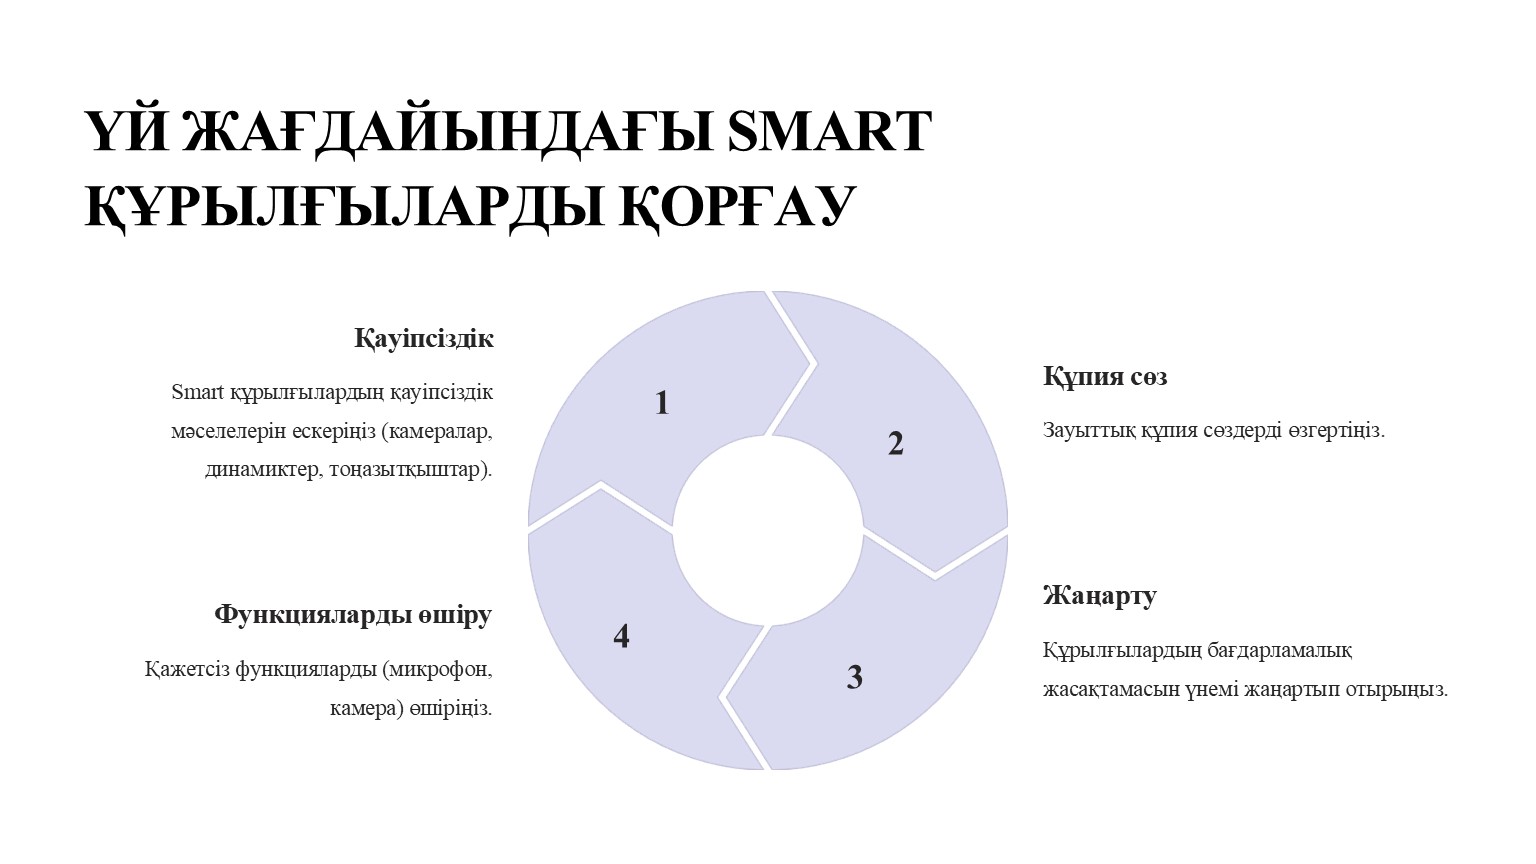 ҮЙ ЖАҒДАЙЫНДАҒЫ SMART
ҚҰРЫЛҒЫЛАРДЫ ҚОРҒАУ
Қауіпсіздік
Smart құрылғылардың қауіпсіздік
мәселелерін ескеріңіз (камералар,
динамиктер, тоңазытқыштар).
1
2
Құпия сөз
Зауыттық құпия сөздерді өзгертіңіз.
3
Жаңарту
Құрылғылардың бағдарламалық
жасақтамасын үнемі жаңартып отырыңыз.
Функцияларды өшіру
Қажетсіз функцияларды (микрофон,
камера) өшіріңіз.
4